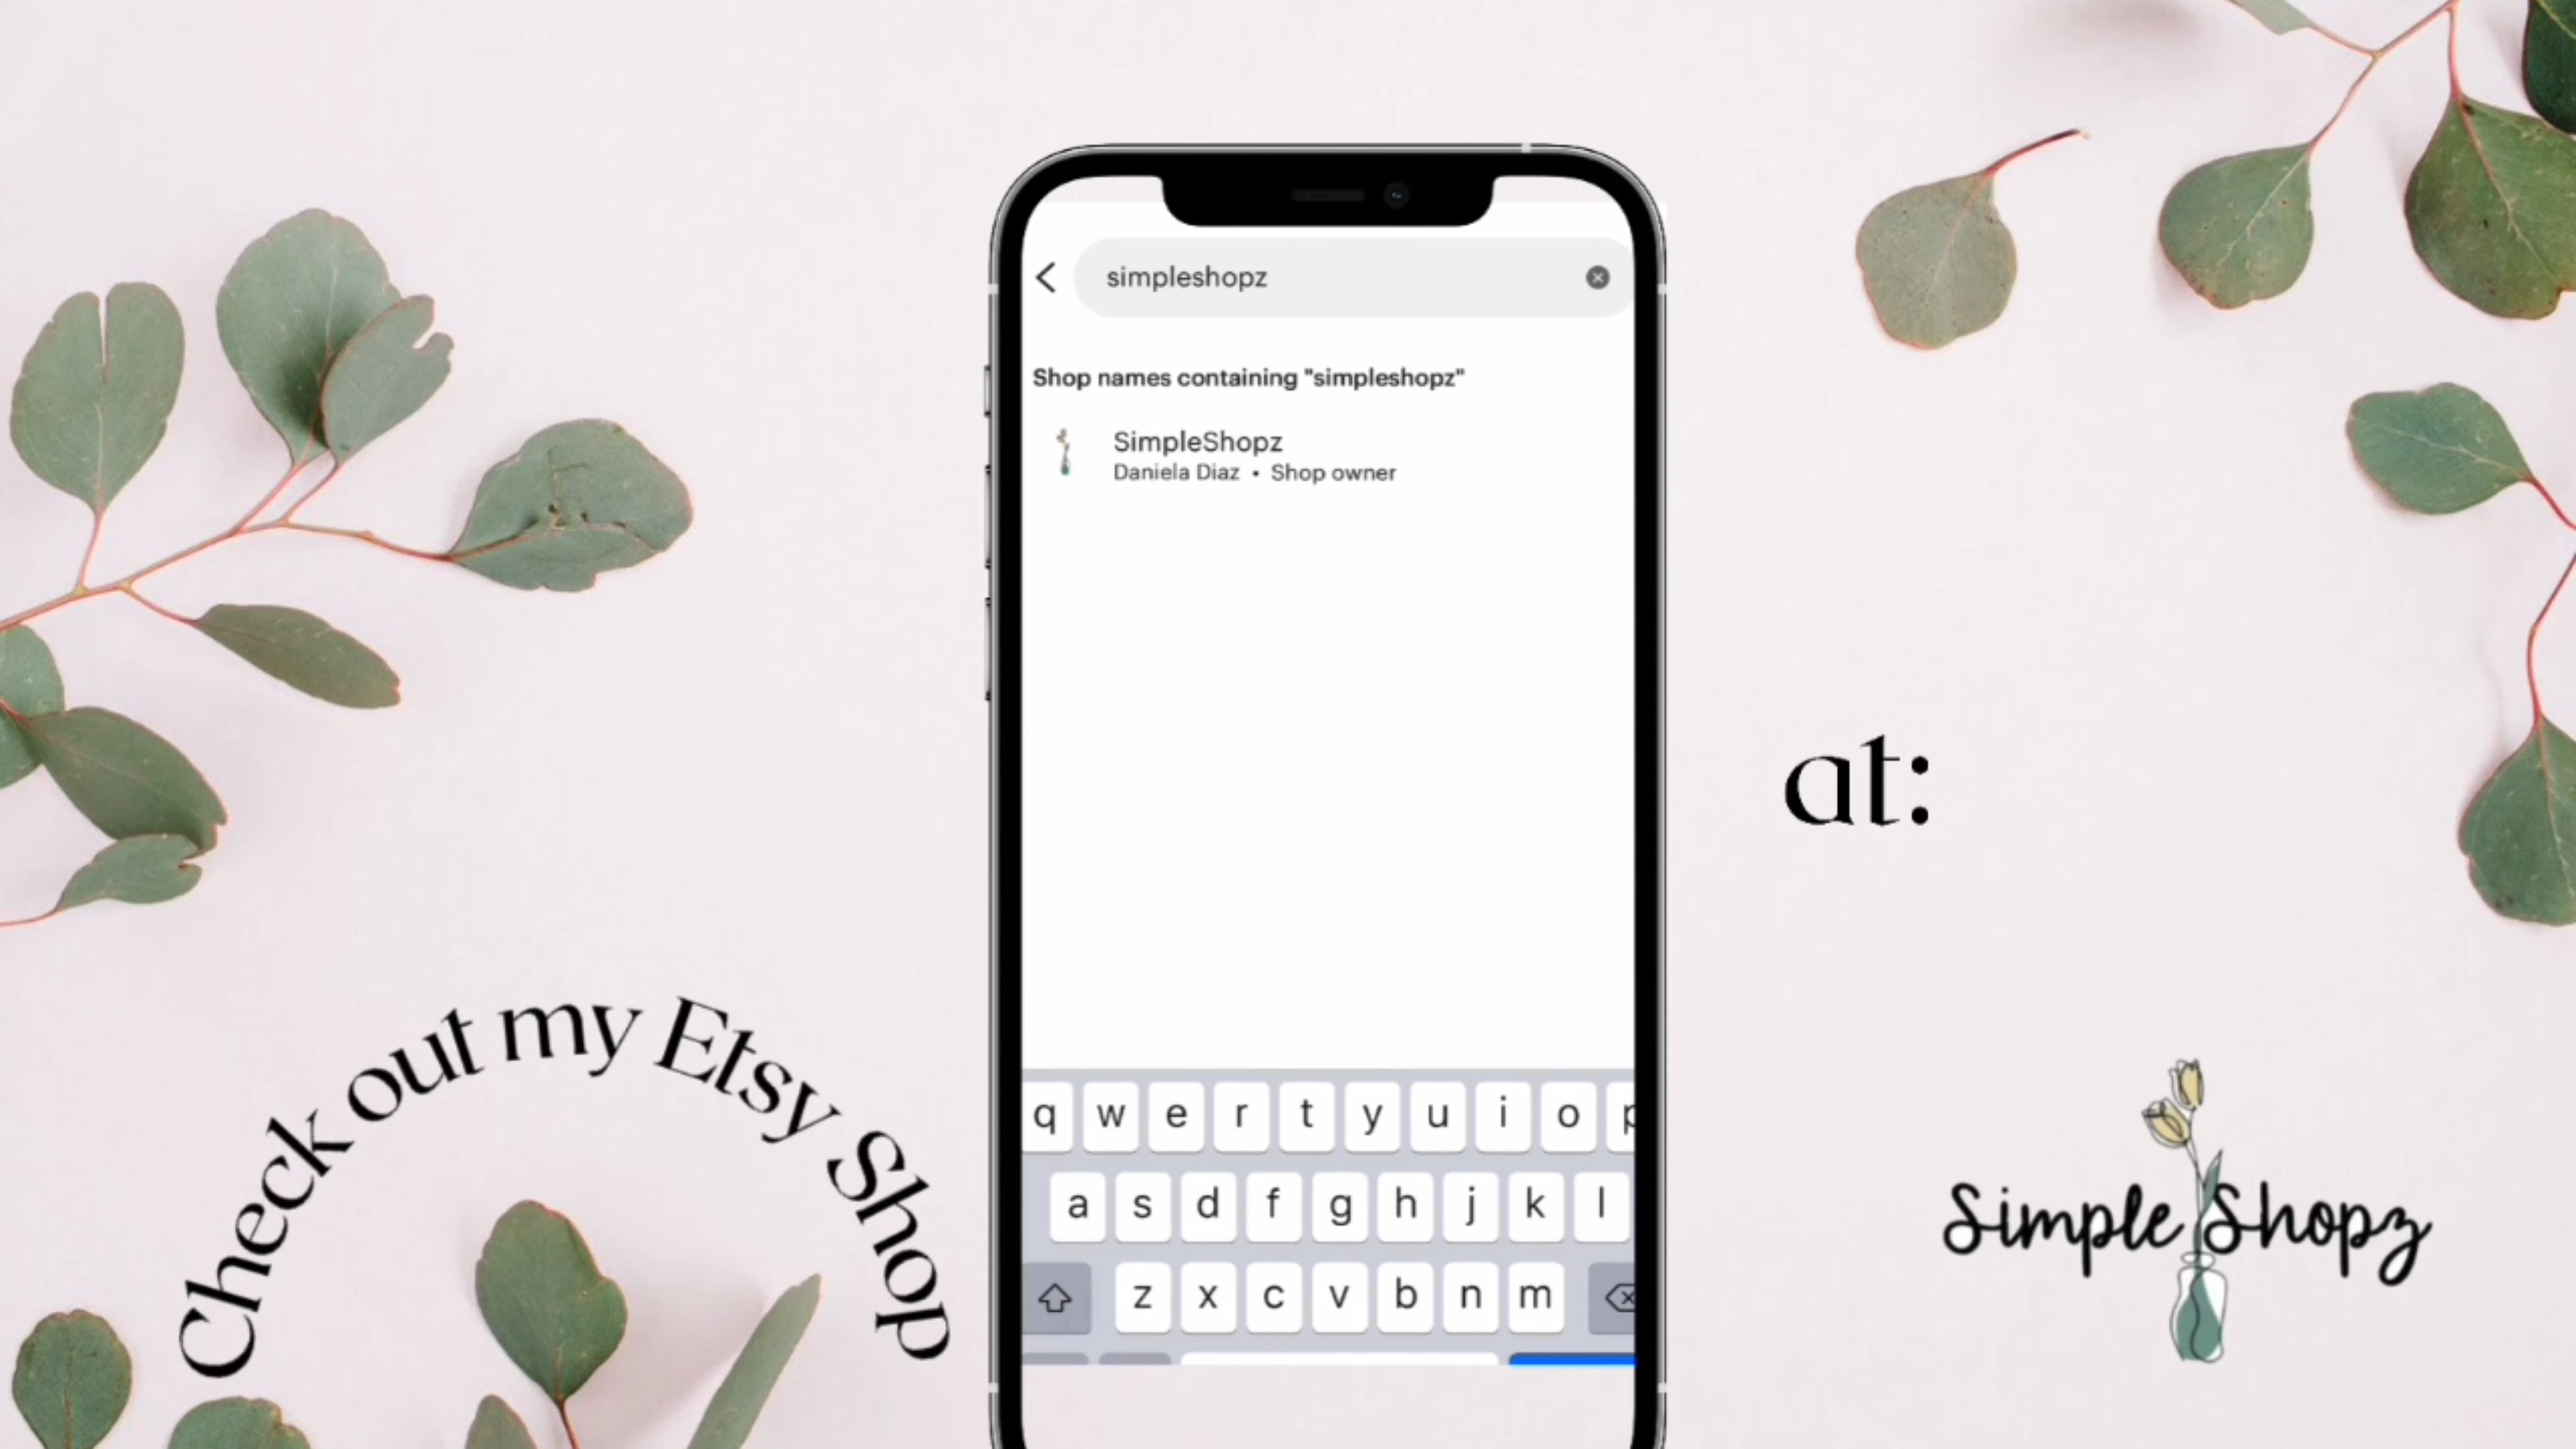 Check out my Etsy Shop
simpleshopz
Shop names containing "simpleshopz"
SimpleShopz
Daniela Diaz • Shop owner
q w e r t y u i o p
a s d f g h j k l
z x c v b n m
at:
Simple Shopz